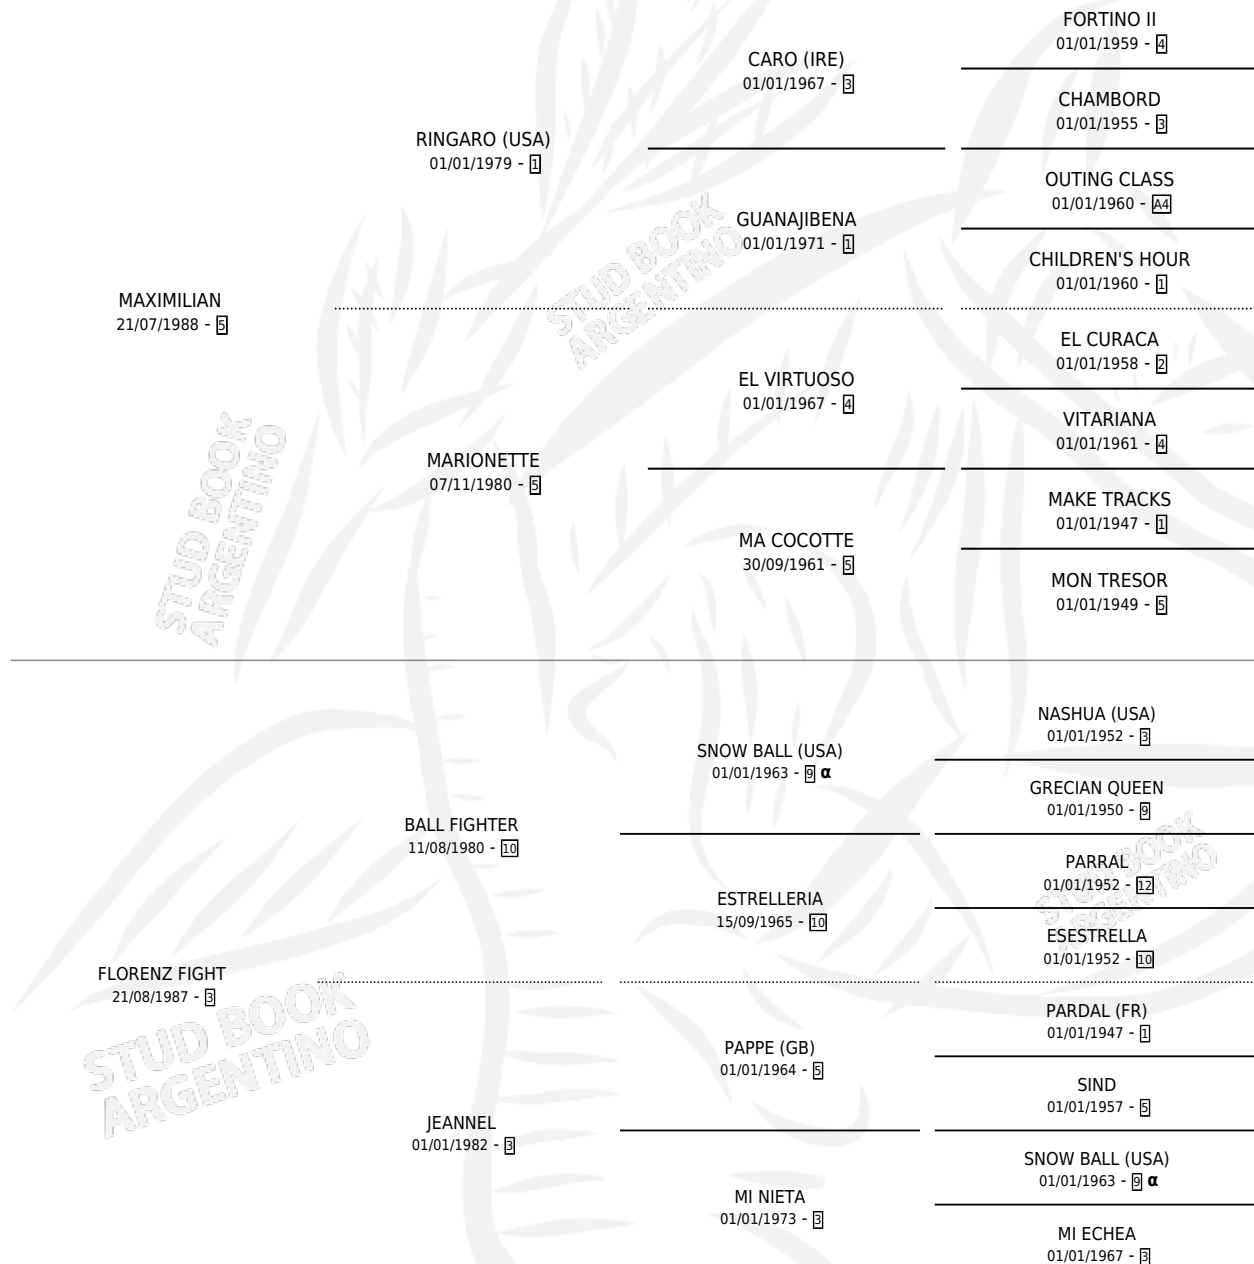 FORTINO II
01/01/1959 - 4
CARO (IRE)
01/01/1967 - 3
CHAMBORD
01/01/1955 - 3
RINGARO (USA)
01/01/1979 - 1
OUTING CLASS
01/01/1960 - A4
GUANAJIBENA
01/01/1971 - 1
CHILDREN'S HOUR
01/01/1960 - 1
MAXIMILIAN
21/07/1988 - 5
EL CURACA
01/01/1958 - 2
EL VIRTUOSO
01/01/1967 - 4
VITARIANA
01/01/1961 - 4
MARIONETTE
07/11/1980 - 5
MAKE TRACKS
01/01/1947 - 1
MA COCOTTE
30/09/1961 - 5
MON TRESOR
01/01/1949 - 5
NASHUA (USA)
01/01/1952 - 3
SNOW BALL (USA)
01/01/1963 - 9 α
GRECIAN QUEEN
01/01/1950 - 9
BALL FIGHTER
11/08/1980 - 10
PARRAL
01/01/1952 - 12
ESTRELLERIA
15/09/1965 - 10
ESESTRELLA
01/01/1952 - 10
FLORENZ FIGHT
21/08/1987 - 3
PARDAL (FR)
01/01/1947 - 1
PAPPE (GB)
01/01/1964 - 5
SIND
01/01/1957 - 5
JEANNEL
01/01/1982 - 3
SNOW BALL (USA)
01/01/1963 - 9 α
MI NIETA
01/01/1973 - 3
MI ECHEA
01/01/1967 - 3
STUD BOOK
ARGENTINO
STUD BOOK
ARGENTINO
STUD BOOK
ARGENTINO
STUD BOOK
ARGENTINO